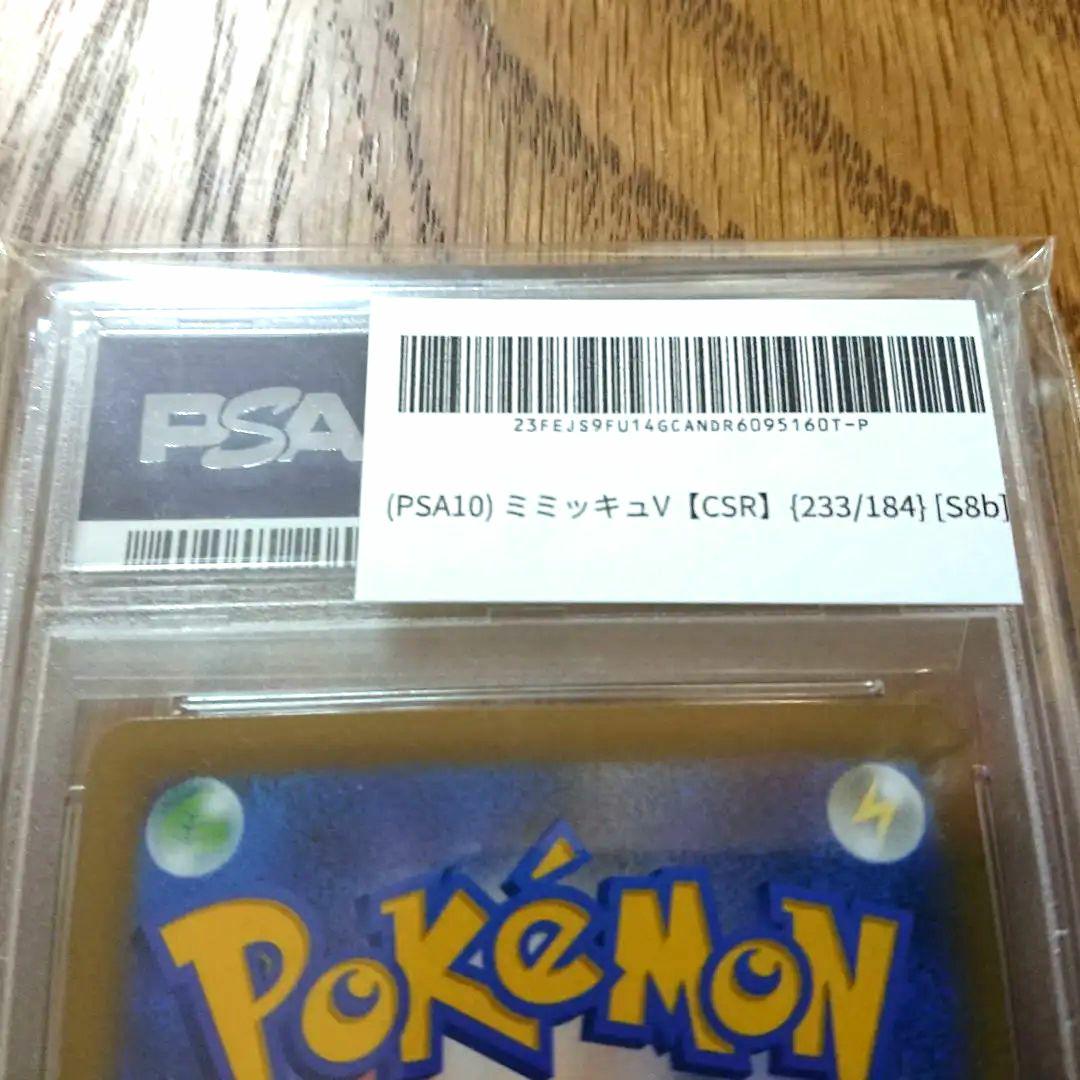 PSA
23FEJS9FU14GCANDR6095160T-P
(PSA10) ミミッキュV【CSR】{233/184} [S8b]
POKéMON